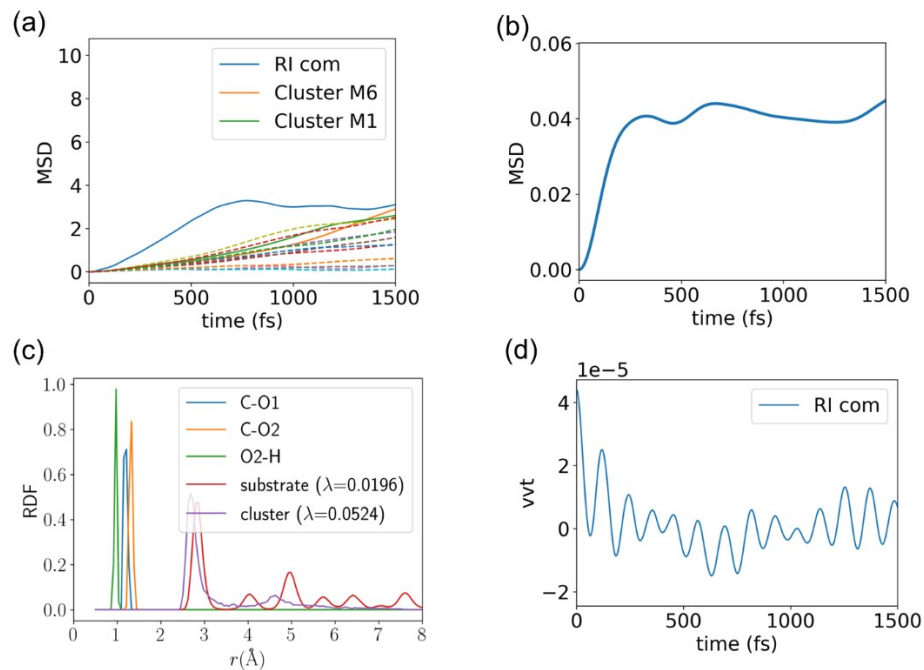 (a)
10
8
6
4
2
0
MSD
RI com
Cluster M6
Cluster M1
0
500
1000
1500
time (fs)
(b)
0.06
0.04
0.02
0.00
MSD
0
500
1000
1500
time (fs)
(c)
1.0
0.8
0.6
0.4
0.2
0.0
RDF
C-O1
C-O2
O2-H
substrate (λ=0.0196)
cluster (λ=0.0524)
0
1
2
3
4
5
6
7
8
r(Å)
(d)
1e−5
4
2
0
−2
vvt
RI com
0
500
1000
1500
time (fs)